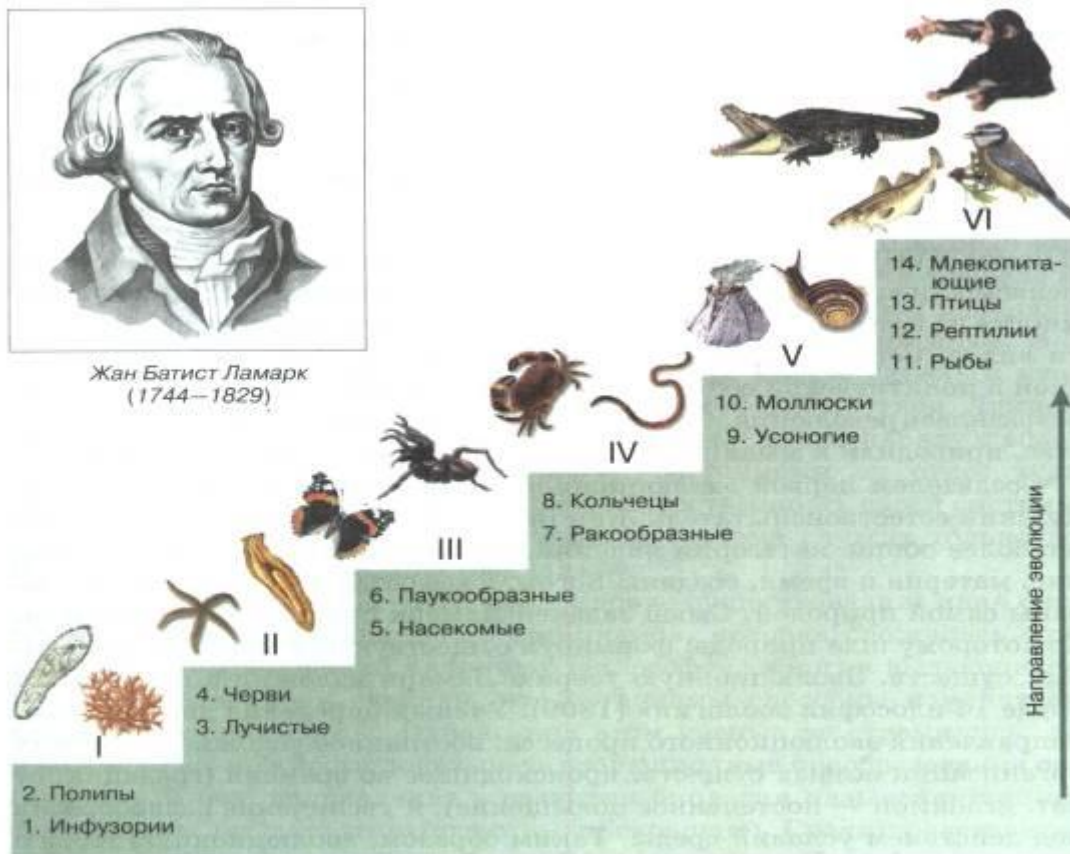 Жан Батист Ламарк
(1744–1829)
VI
14. Млекопита-
ющие
13. Птицы
12. Рептилии
11. Рыбы
V
10. Моллюски
9. Усоногие
IV
8. Кольчецы
7. Ракообразные
III
6. Паукообразные
5. Насекомые
II
4. Черви
3. Лучистые
I
2. Полипы
1. Инфузории
Направление эволюции